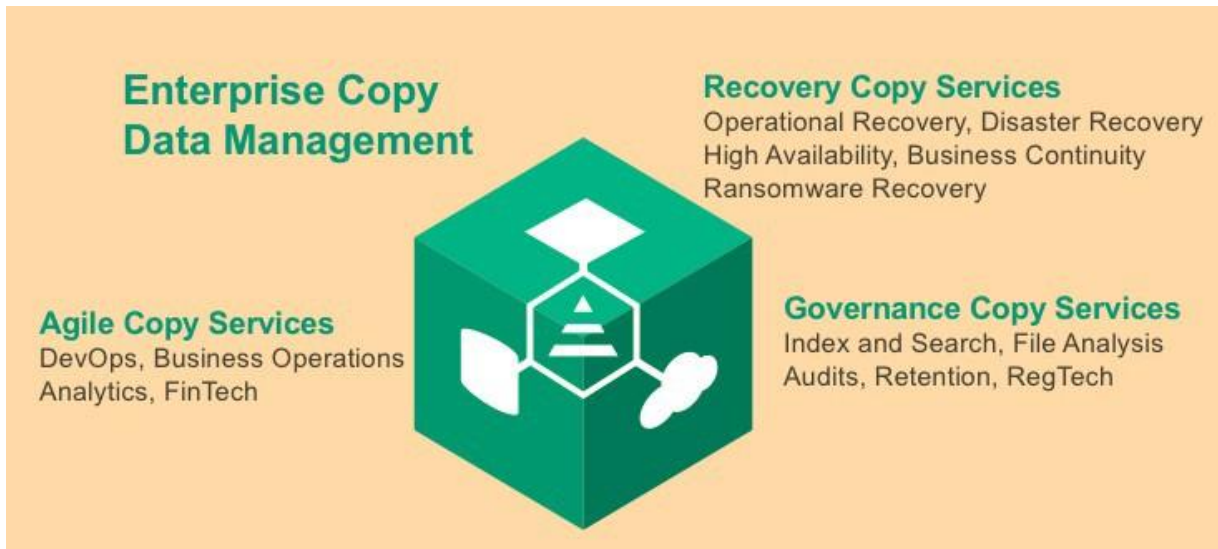 Enterprise Copy
Data Management
Recovery Copy Services
Operational Recovery, Disaster Recovery
High Availability, Business Continuity
Ransomware Recovery
Agile Copy Services
DevOps, Business Operations
Analytics, FinTech
Governance Copy Services
Index and Search, File Analysis
Audits, Retention, RegTech